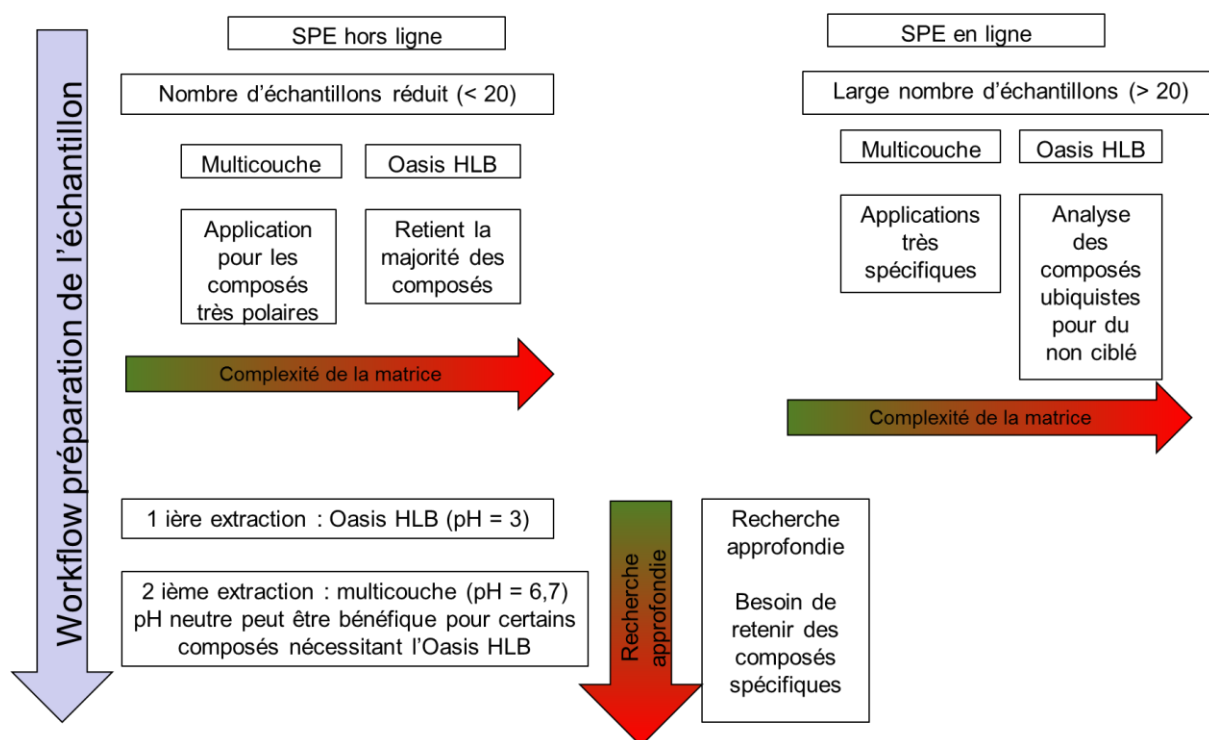 Workflow préparation de l'échantillon
SPE hors ligne
Nombre d'échantillons réduit (< 20)
Multicouche
Application
pour les
composés
très polaires
Oasis HLB
Retient la
majorité des
composés
Complexité de la matrice
SPE en ligne
Large nombre d'échantillons (> 20)
Multicouche
Applications
très
spécifiques
Oasis HLB
Analyse
des
composés
ubiquistes
pour du
non ciblé
Complexité de la matrice
1 ière extraction : Oasis HLB (pH = 3)
2 ième extraction : multicouche (pH = 6,7)
pH neutre peut être bénéfique pour certains
composés nécessitant l'Oasis HLB
Recherche
approfondie
Recherche
approfondie
Besoin de
retenir des
composés
spécifiques